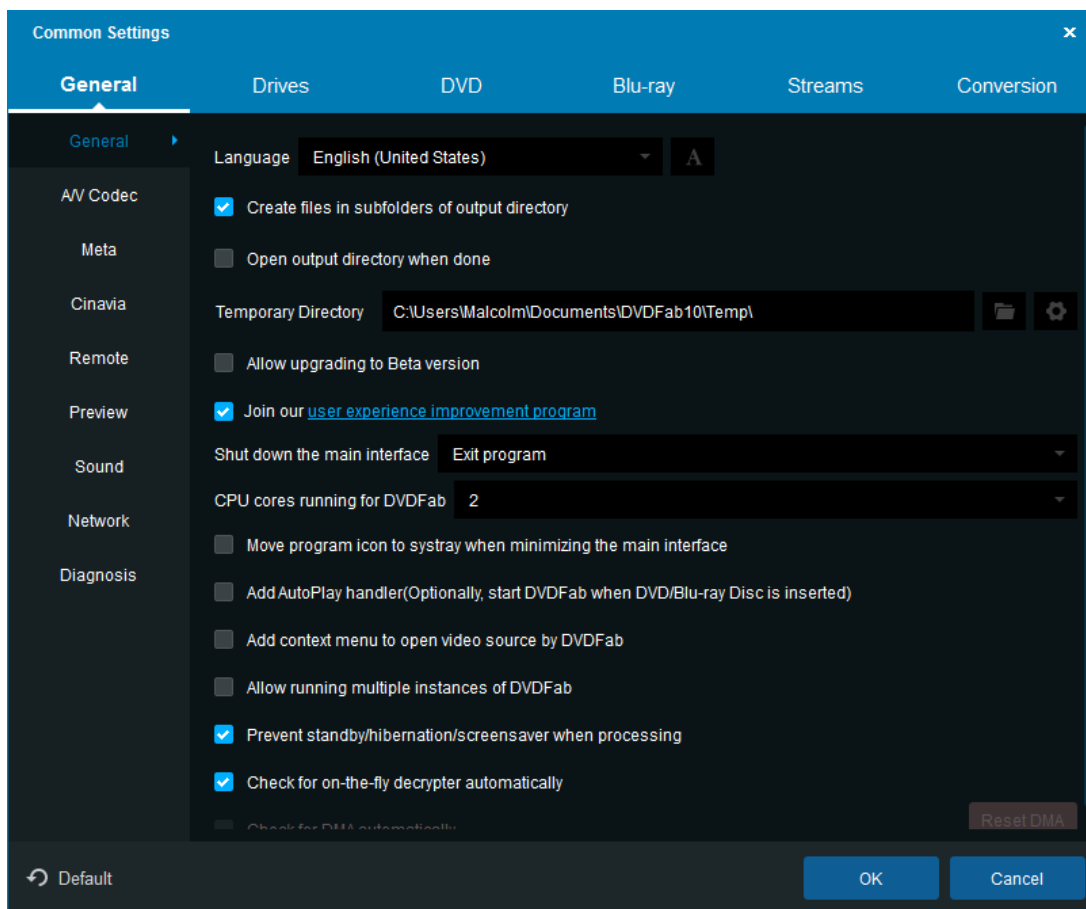 Common Settings
General Drives DVD Blu-ray Streams Conversion
General
Language English (United States) A
A/V Codec
Create files in subfolders of output directory
Meta
Open output directory when done
Cinavia
Temporary Directory C:\Users\Malcolm\Documents\DVDFab10\Temp\
Remote
Allow upgrading to Beta version
Preview
Join our user experience improvement program
Shut down the main interface Exit program
Sound
CPU cores running for DVDFab 2
Network
Move program icon to systray when minimizing the main interface
Diagnosis
Add AutoPlay handler(Optionally, start DVDFab when DVD/Blu-ray Disc is inserted)
Add context menu to open video source by DVDFab
Allow running multiple instances of DVDFab
Prevent standby/hibernation/screensaver when processing
Check for on-the-fly decrypter automatically
Check for DMA automatically
Reset DMA
Default OK Cancel